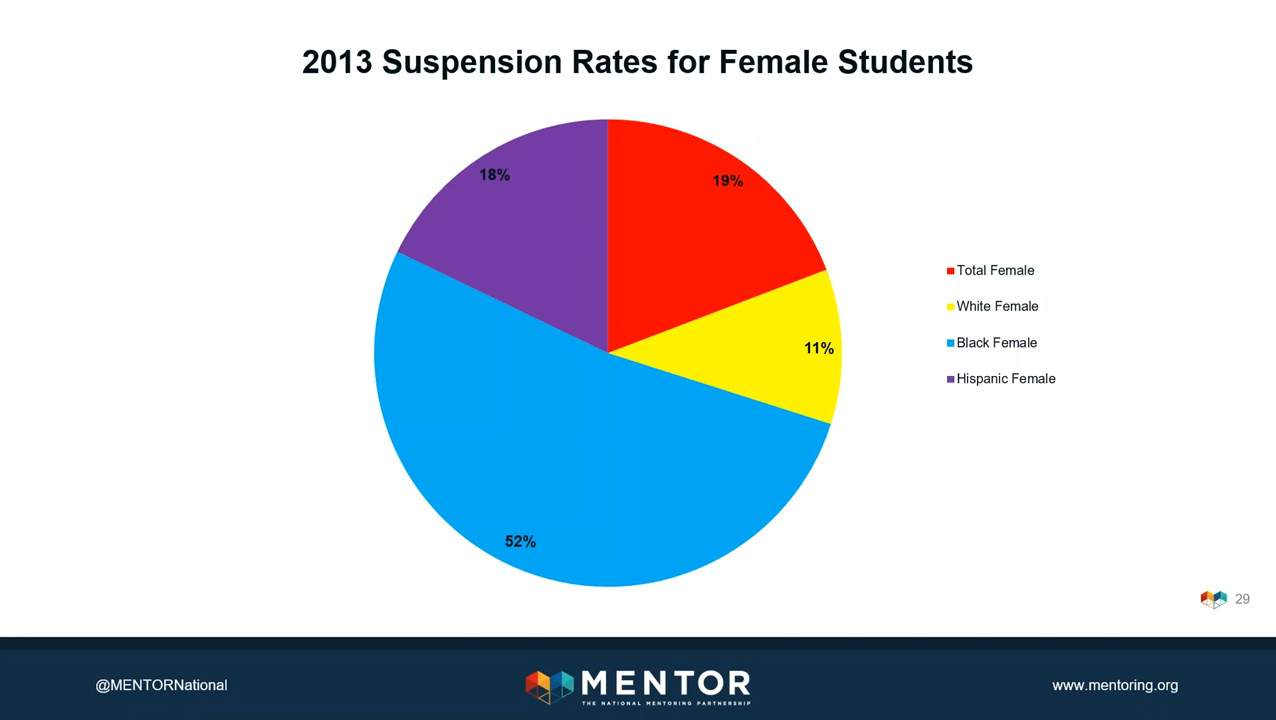 2013 Suspension Rates for Female Students
18%
19%
11%
52%
Total Female
White Female
Black Female
Hispanic Female
29
@MENTORNational
MENTOR
THE NATIONAL MENTORING PARTNERSHIP
www.mentoring.org